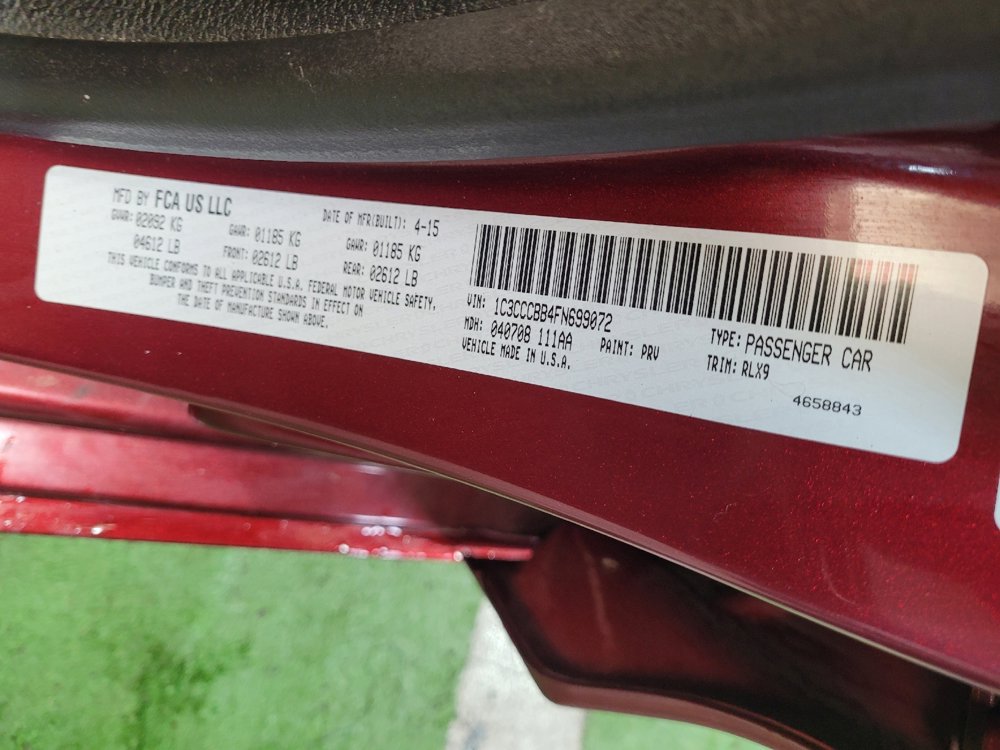 MFD BY FCA US LLC
DATE OF MFR(BUILT): 4-15
GVWR: 02092 KG
GAWR: 01185 KG
GAWR: 01185 KG
04612 LB
FRONT: 02612 LB
REAR: 02612 LB
THIS VEHICLE CONFORMS TO ALL APPLICABLE U.S.A. FEDERAL MOTOR VEHICLE SAFETY,
BUMPER AND THEFT PREVENTION STANDARDS IN EFFECT ON
THE DATE OF MANUFACTURE SHOWN ABOVE.
VIN: 1C3CCCBB4FN699072
TYPE: PASSENGER CAR
MDH: 040708 111AA
PAINT: PRV
TRIM: RLX9
VEHICLE MADE IN U.S.A.
4658843